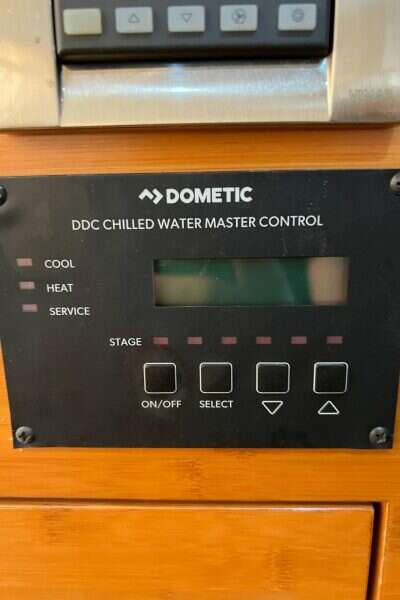 DOMETIC
DDC CHILLED WATER MASTER CONTROL
COOL
HEAT
SERVICE
STAGE
ON/OFF SELECT